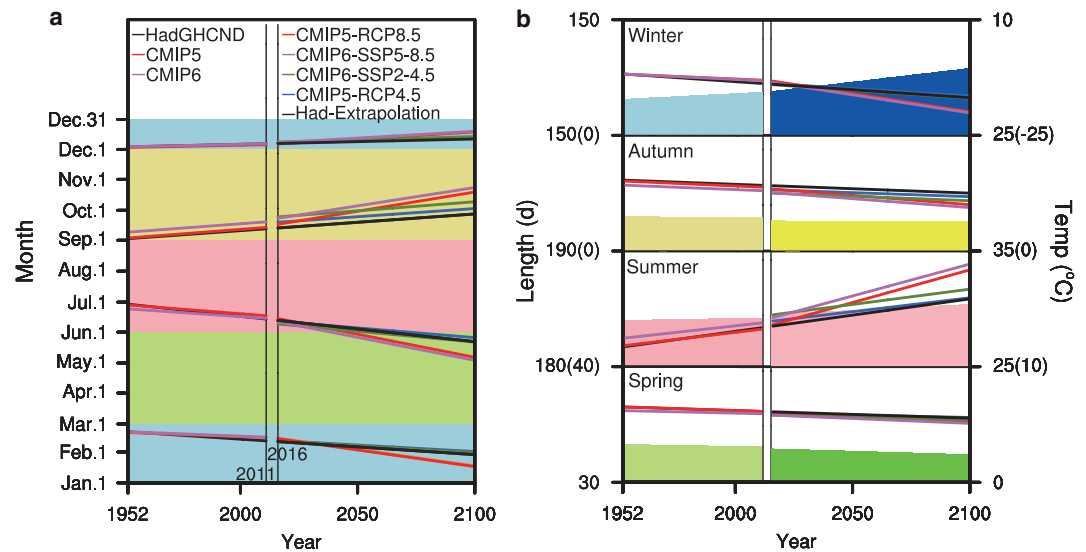 a
HadGHCND
CMIP5
CMIP6
CMIP5-RCP8.5
CMIP6-SSP5-8.5
CMIP6-SSP2-4.5
CMIP5-RCP4.5
Had-Extrapolation
Month
Dec.31
Dec.1
Nov.1
Oct.1
Sep.1
Aug.1
Jul.1
Jun.1
May.1
Apr.1
Mar.1
Feb.1
Jan.1
2011
2016
1952
2000
2050
2100
Year
b
Length (d)
150
150(0)
190(0)
180(40)
30
Winter
Autumn
Summer
Spring
10
25(-25)
35(0)
25(10)
0
Temp (°C)
1952
2000
2050
2100
Year